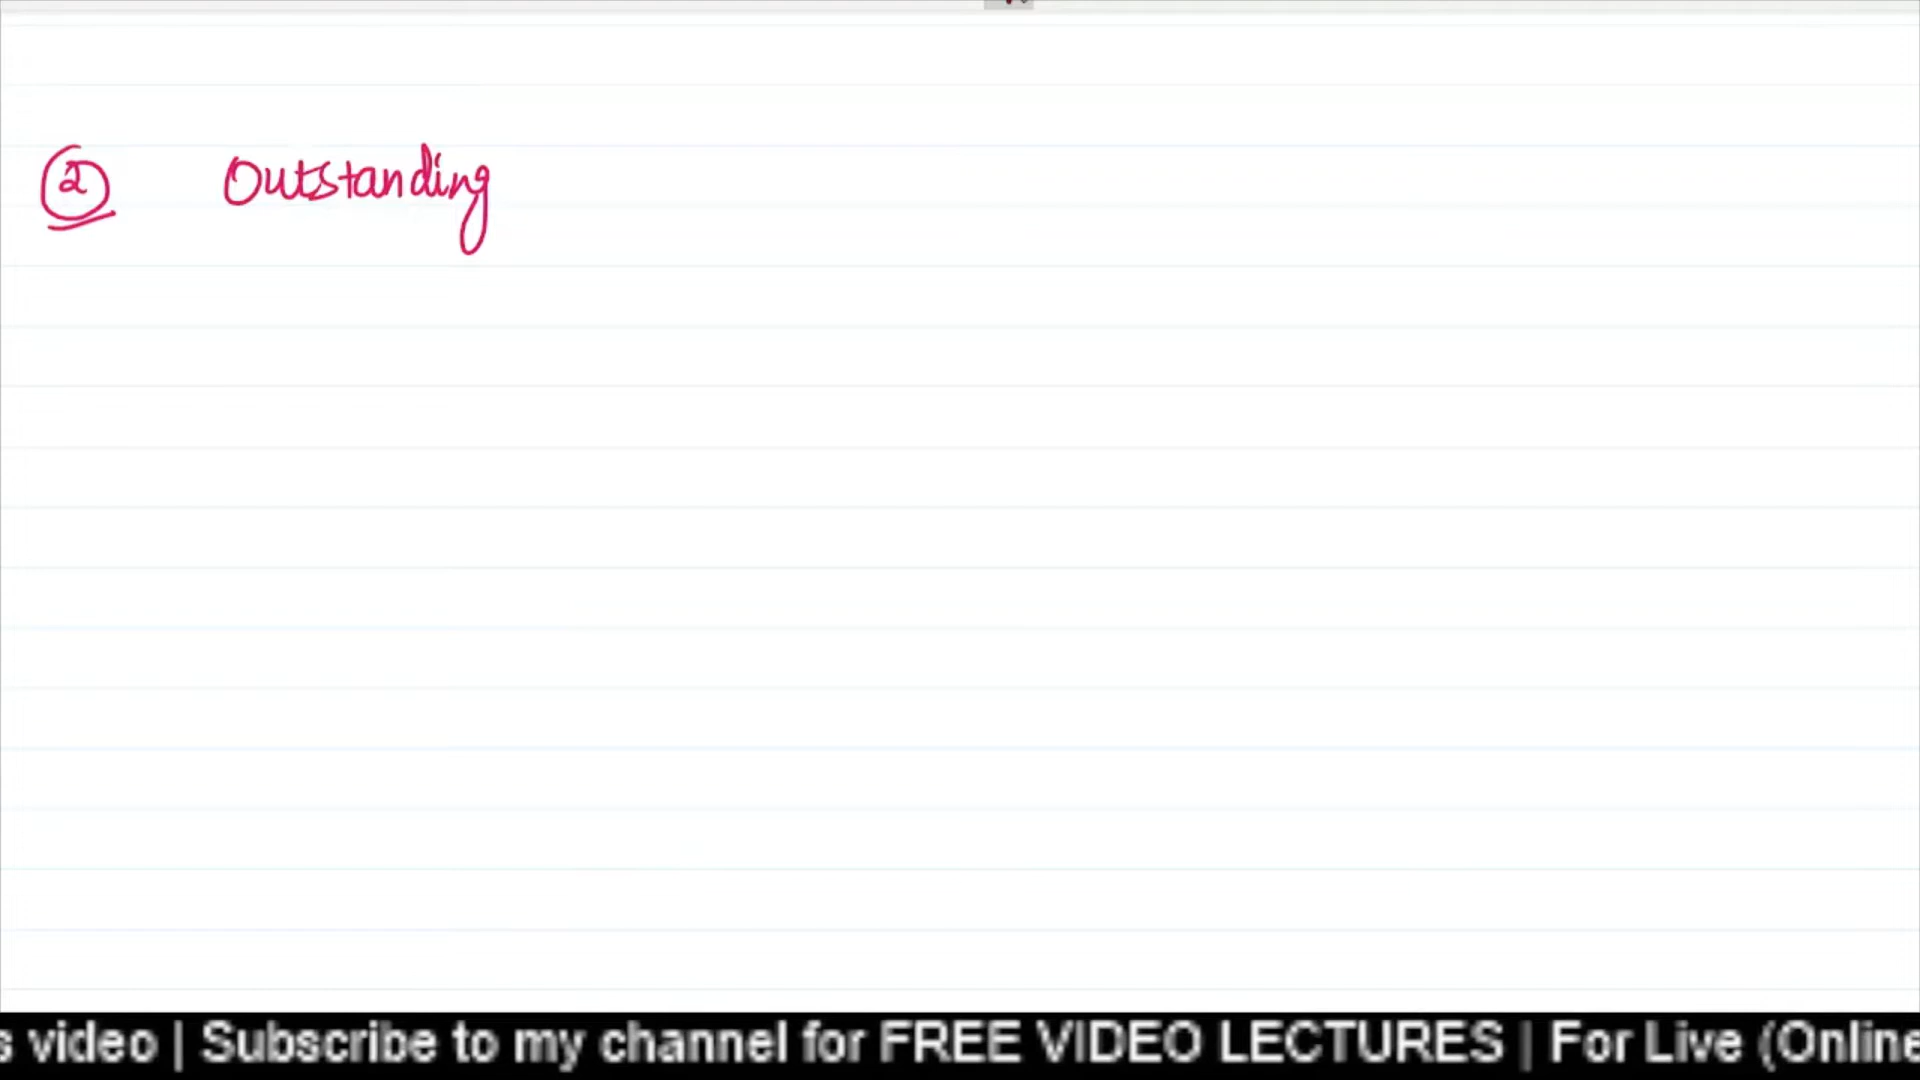 ② Outstanding
s video | Subscribe to my channel for FREE VIDEO LECTURES | For Live (Online